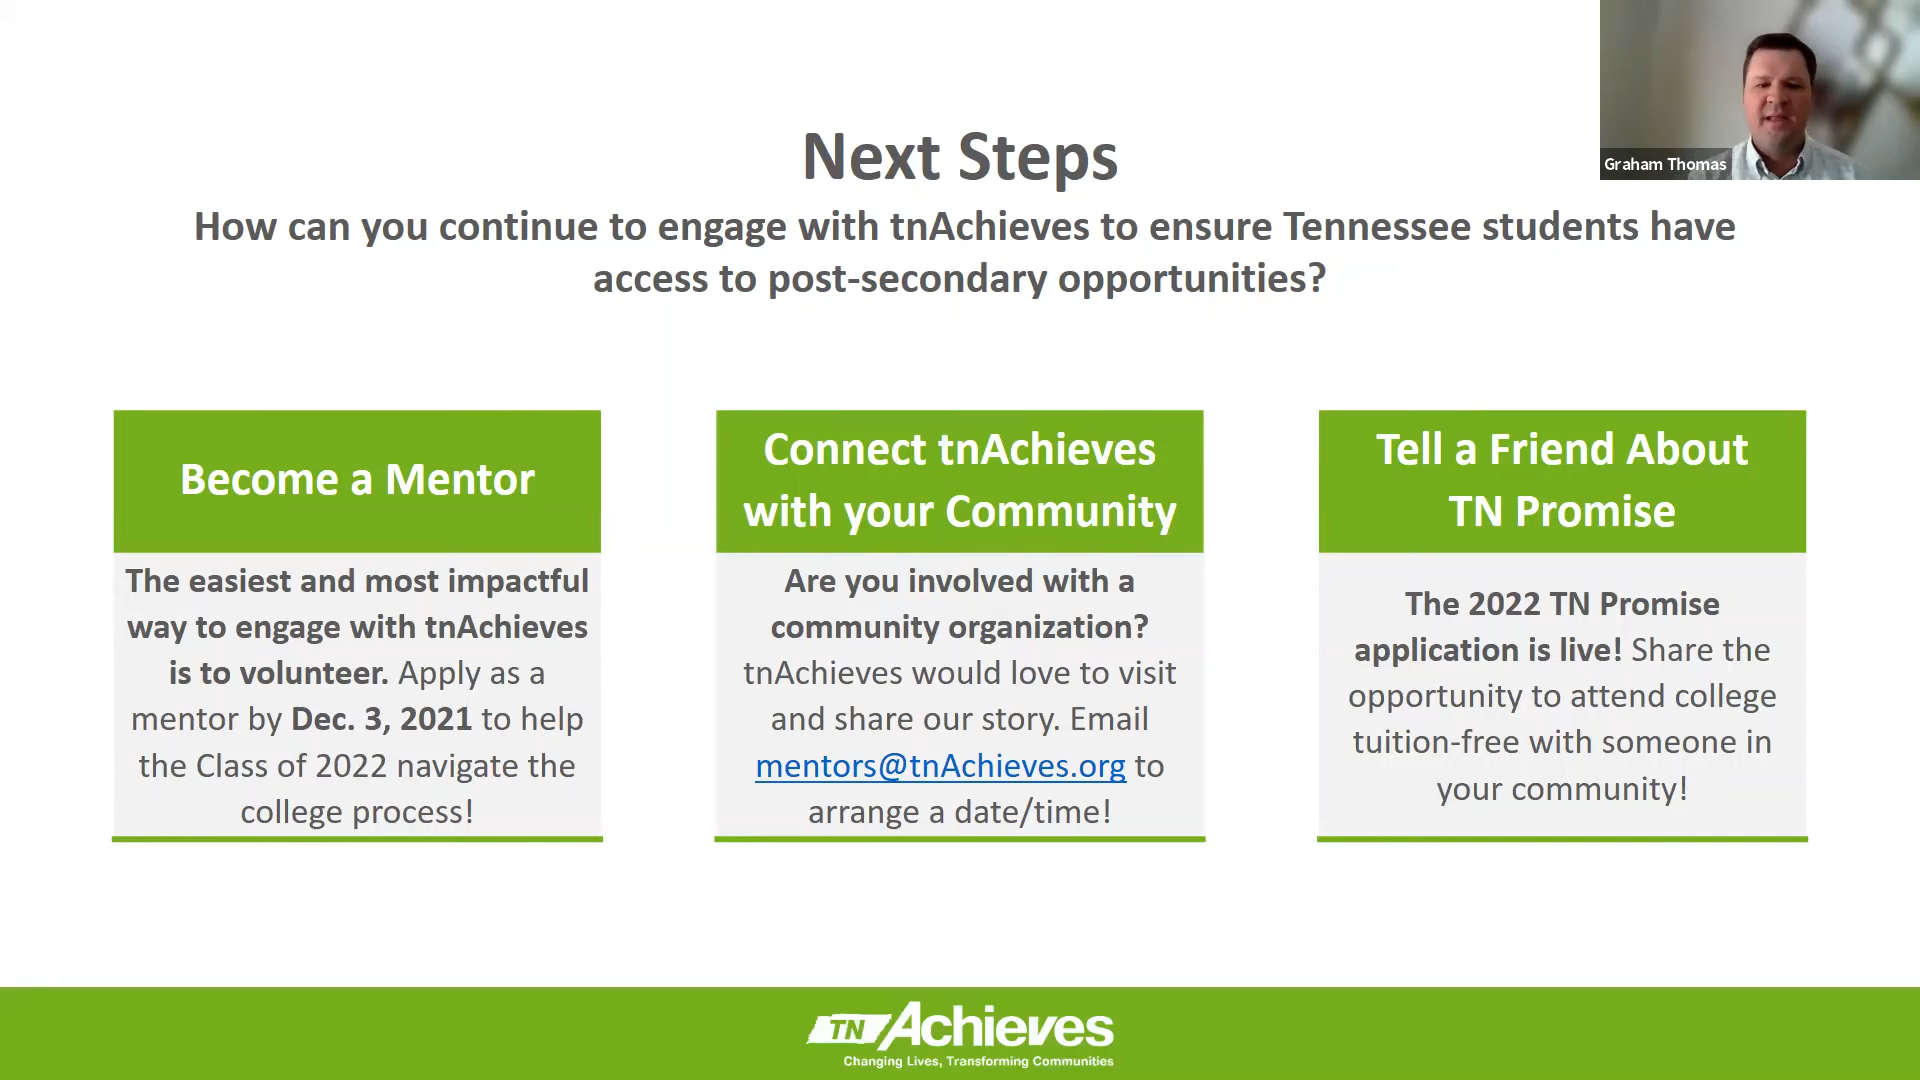 Graham Thomas
Next Steps
How can you continue to engage with tnAchieves to ensure Tennessee students have
access to post-secondary opportunities?
Become a Mentor
The easiest and most impactful
way to engage with tnAchieves
is to volunteer. Apply as a
mentor by Dec. 3, 2021 to help
the Class of 2022 navigate the
college process!
Connect tnAchieves
with your Community
Are you involved with a
community organization?
tnAchieves would love to visit
and share our story. Email
mentors@tnAchieves.org to
arrange a date/time!
Tell a Friend About
TN Promise
The 2022 TN Promise
application is live! Share the
opportunity to attend college
tuition-free with someone in
your community!
TN Achieves
Changing Lives, Transforming Communities